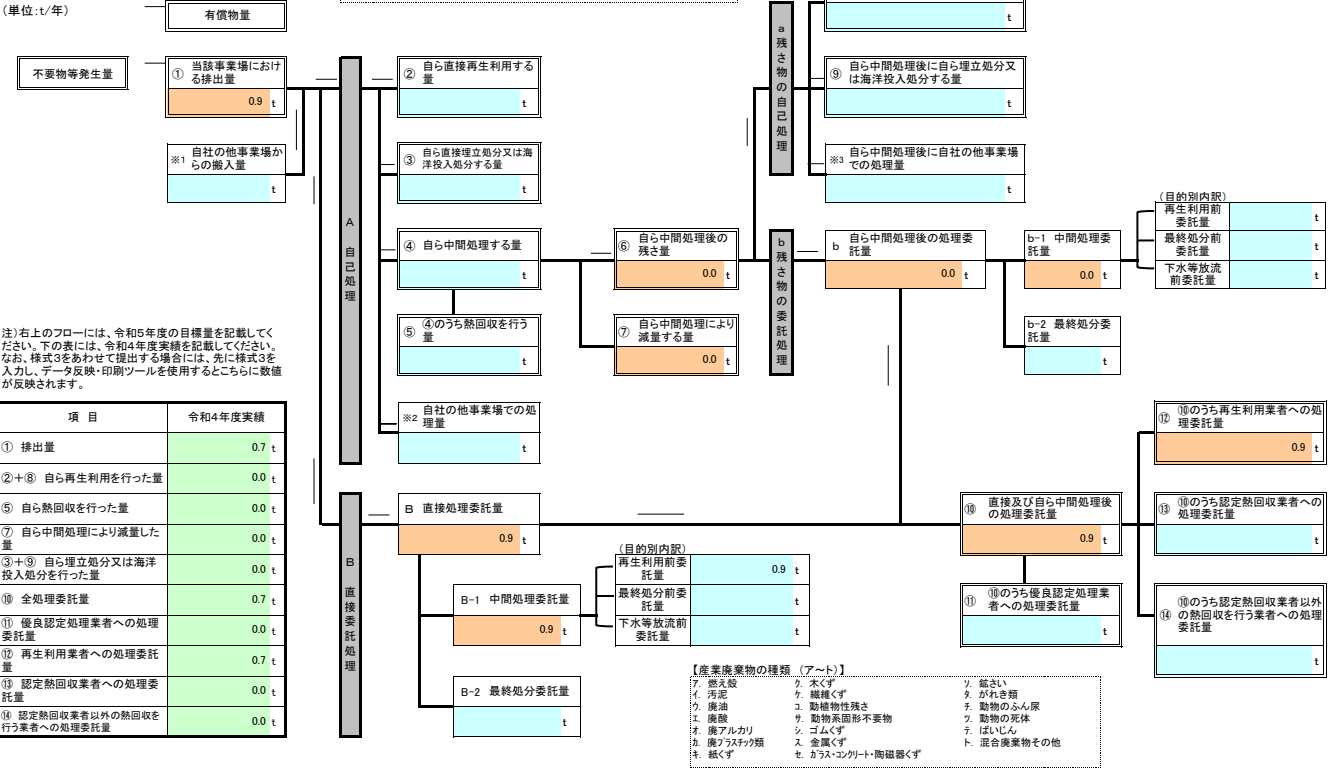 (単位:t/年)
有償物量
t
不要物等発生量
① 当該事業場におけ
る排出量
0.9 t
※1 自社の他事業場か
らの搬入量
t
A 自己処理
② 自ら直接再生利用する
量
t
③ 自ら直接埋立処分又は海
洋投入処分する量
t
④ 自ら中間処理する量
t
⑤ ④のうち熱回収を行う
量
t
※2 自社の他事業場での処
理量
t
⑥ 自ら中間処理後の
残さ量
0.0 t
⑦ 自ら中間処理により
減量する量
0.0 t
a 残さ物の自己処理
⑨ 自ら中間処理後に自ら埋立処分又
は海洋投入処分する量
t
※3 自ら中間処理後に自社の他事業場
での処理量
t
b 残さ物の委託処理
b 自ら中間処理後の処理委
託量
0.0 t
b-1 中間処理委
託量
0.0 t
(目的別内訳)
再生利用前
委託量
t
最終処分前
委託量
t
下水等放流
前委託量
t
b-2 最終処分委
託量
t
注)右上のフローには、令和5年度の目標量を記載してく
ださい。下の表には、令和4年度実績を記載してください。
なお、様式3をあわせて提出する場合には、先に様式3を
入力し、データ反映・印刷ツールを使用するとこちらに数値
が反映されます。
項 目 令和4年度実績
① 排出量 0.7 t
②+⑧ 自ら再生利用を行った量 0.0 t
⑤ 自ら熱回収を行った量 0.0 t
⑦ 自ら中間処理により減量した
量 0.0 t
③+⑨ 自ら埋立処分又は海洋
投入処分を行った量 0.0 t
⑩ 全処理委託量 0.7 t
⑪ 優良認定処理業者への処理
委託量 0.0 t
⑫ 再生利用業者への処理委託
量 0.7 t
⑬ 認定熱回収業者への処理委
託量 0.0 t
⑭ 認定熱回収業者以外の熱回収を
行う業者への処理委託量 0.0 t
B 直接委託処理
B 直接処理委託量
0.9 t
B-1 中間処理委託量
0.9 t
(目的別内訳)
再生利用前委
託量
0.9 t
最終処分前委
託量
t
下水等放流前
委託量
t
B-2 最終処分委託量
t
⑩ 直接及び自ら中間処理後
の処理委託量
0.9 t
⑪ ⑩のうち優良認定処理業
者への処理委託量
t
⑫ ⑩のうち再生利用業者への処
理委託量
0.9 t
⑬ ⑩のうち認定熱回収業者への
処理委託量
t
⑭ ⑩のうち認定熱回収業者以外
の熱回収を行う業者への処理
委託量
t
【産業廃棄物の種類 (ア~ト)】
ア. 燃え殻 ク. 木くず ソ. 鉱さい
イ. 汚泥 ケ. 繊維くず タ. がれき類
ウ. 廃油 コ. 動植物性残さ チ. 動物のふん尿
エ. 廃酸 サ. 動物系固形不要物 ツ. 動物の死体
オ. 廃アルカリ シ. ゴムくず テ. ばいじん
カ. 廃プラスチック類 ス. 金属くず ト. 混合廃棄物その他
キ. 紙くず セ. ガラス・コンクリート・陶磁器くず